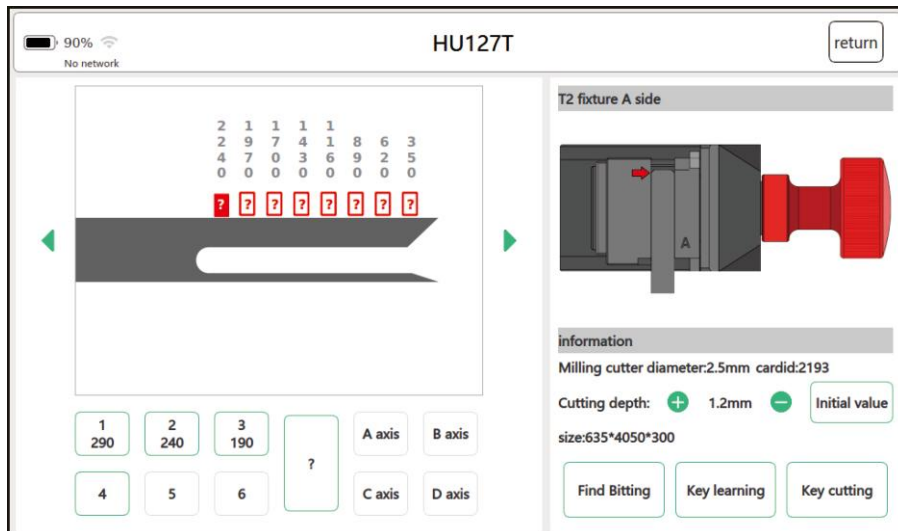 90%
HU127T
return
No network
T2 fixture A side
2240 1970 1700 1430 1160 890 620 350
? ? ? ? ? ? ? ?
A
information
Milling cutter diameter:2.5mm cardid:2193
Cutting depth: + 1.2mm − Initial value
size:635*4050*300
1 2 3
290 240 190
? A axis B axis
4 5 6
C axis D axis
Find Bitting Key learning Key cutting